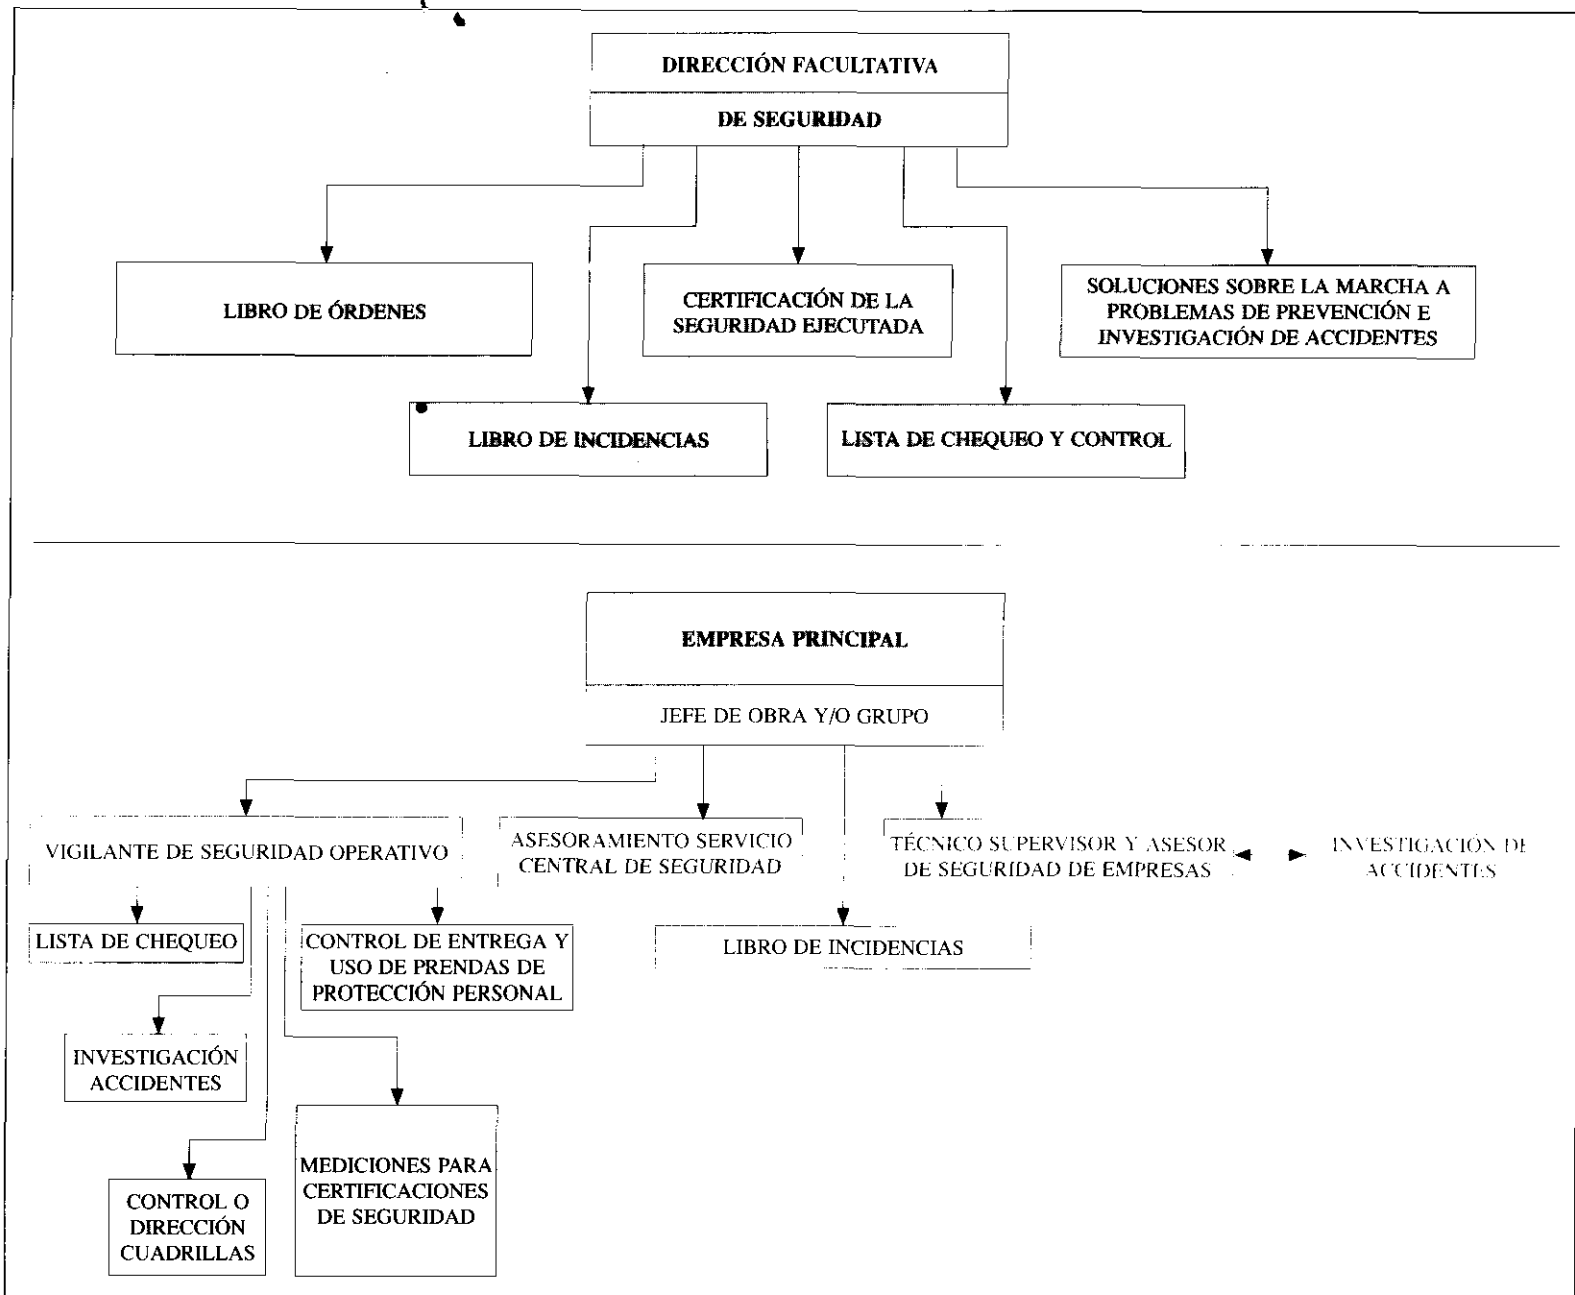 DIRECCIÓN FACULTATIVA
DE SEGURIDAD
LIBRO DE ÓRDENES
CERTIFICACIÓN DE LA
SEGURIDAD EJECUTADA
SOLUCIONES SOBRE LA MARCHA A
PROBLEMAS DE PREVENCIÓN E
INVESTIGACIÓN DE ACCIDENTES
LIBRO DE INCIDENCIAS
LISTA DE CHEQUEO Y CONTROL
EMPRESA PRINCIPAL
JEFE DE OBRA Y/O GRUPO
VIGILANTE DE SEGURIDAD OPERATIVO
ASESORAMIENTO SERVICIO
CENTRAL DE SEGURIDAD
TÉCNICO SUPERVISOR Y ASESOR
DE SEGURIDAD DE EMPRESAS
INVESTIGACIÓN DE
ACCIDENTES
LISTA DE CHEQUEO
CONTROL DE ENTREGA Y
USO DE PRENDAS DE
PROTECCIÓN PERSONAL
LIBRO DE INCIDENCIAS
INVESTIGACIÓN
ACCIDENTES
MEDICIONES PARA
CERTIFICACIONES
DE SEGURIDAD
CONTROL O
DIRECCIÓN
CUADRILLAS